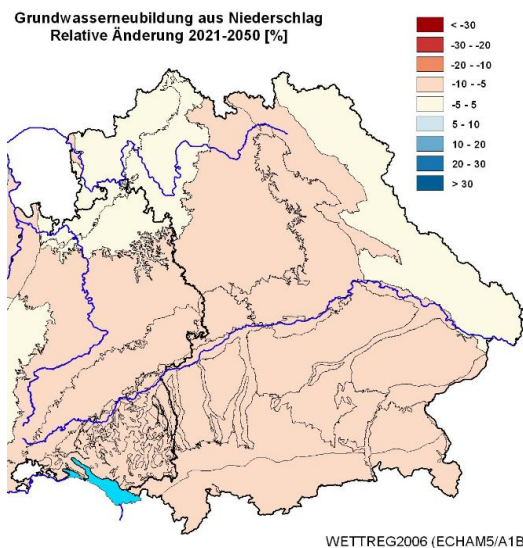 Grundwasserneubildung aus Niederschlag
Relative Änderung 2021-2050 [%]
< -30
-30 - -20
-20 - -10
-10 - -5
-5 - 5
5 - 10
10 - 20
20 - 30
> 30
WETTREG2006 (ECHAM5/A1B